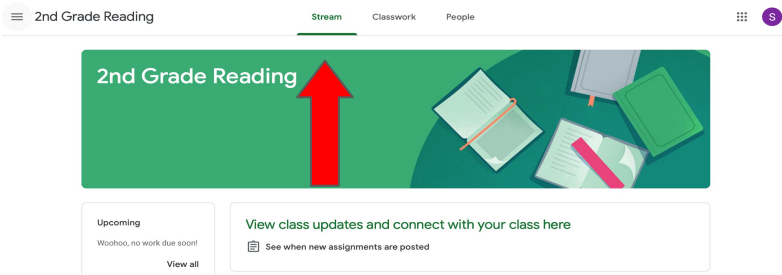 2nd Grade Reading
Stream Classwork People
S
2nd Grade Reading
Upcoming
Woohoo, no work due soon!
View all
View class updates and connect with your class here
See when new assignments are posted